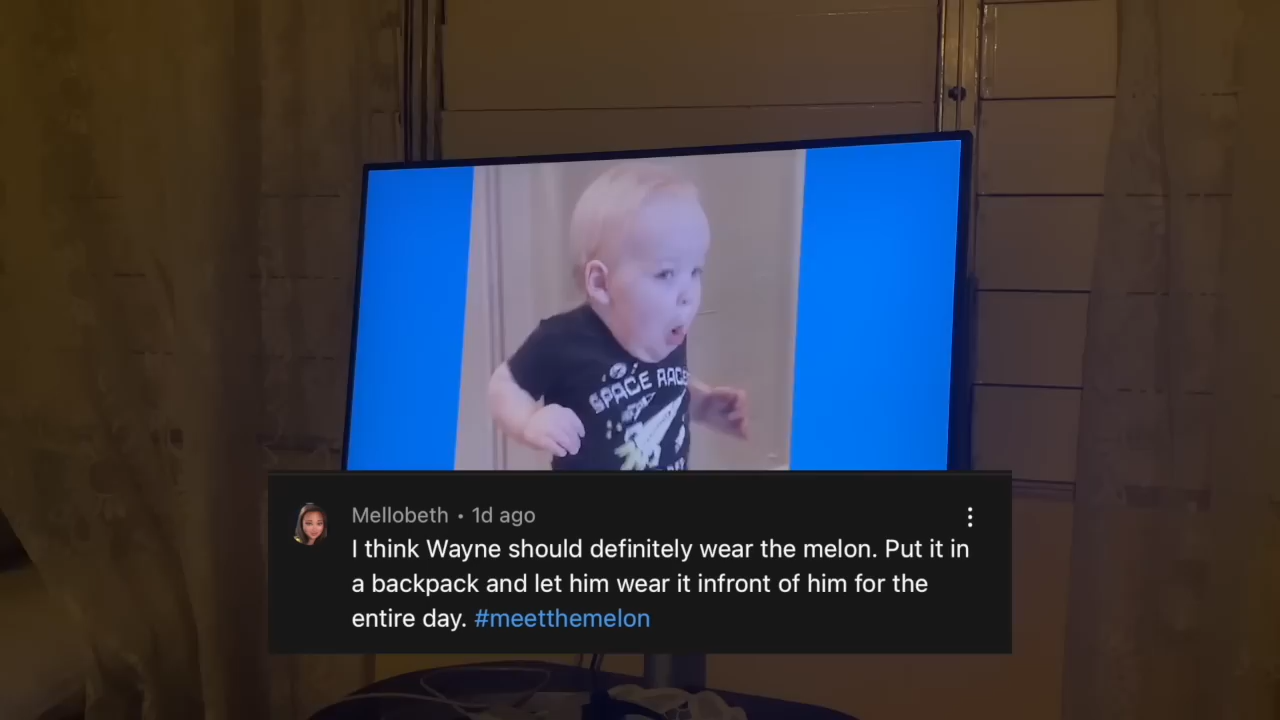 SPACE RACE
Mellobeth • 1d ago
I think Wayne should definitely wear the melon. Put it in
a backpack and let him wear it infront of him for the
entire day. #meetthemelon